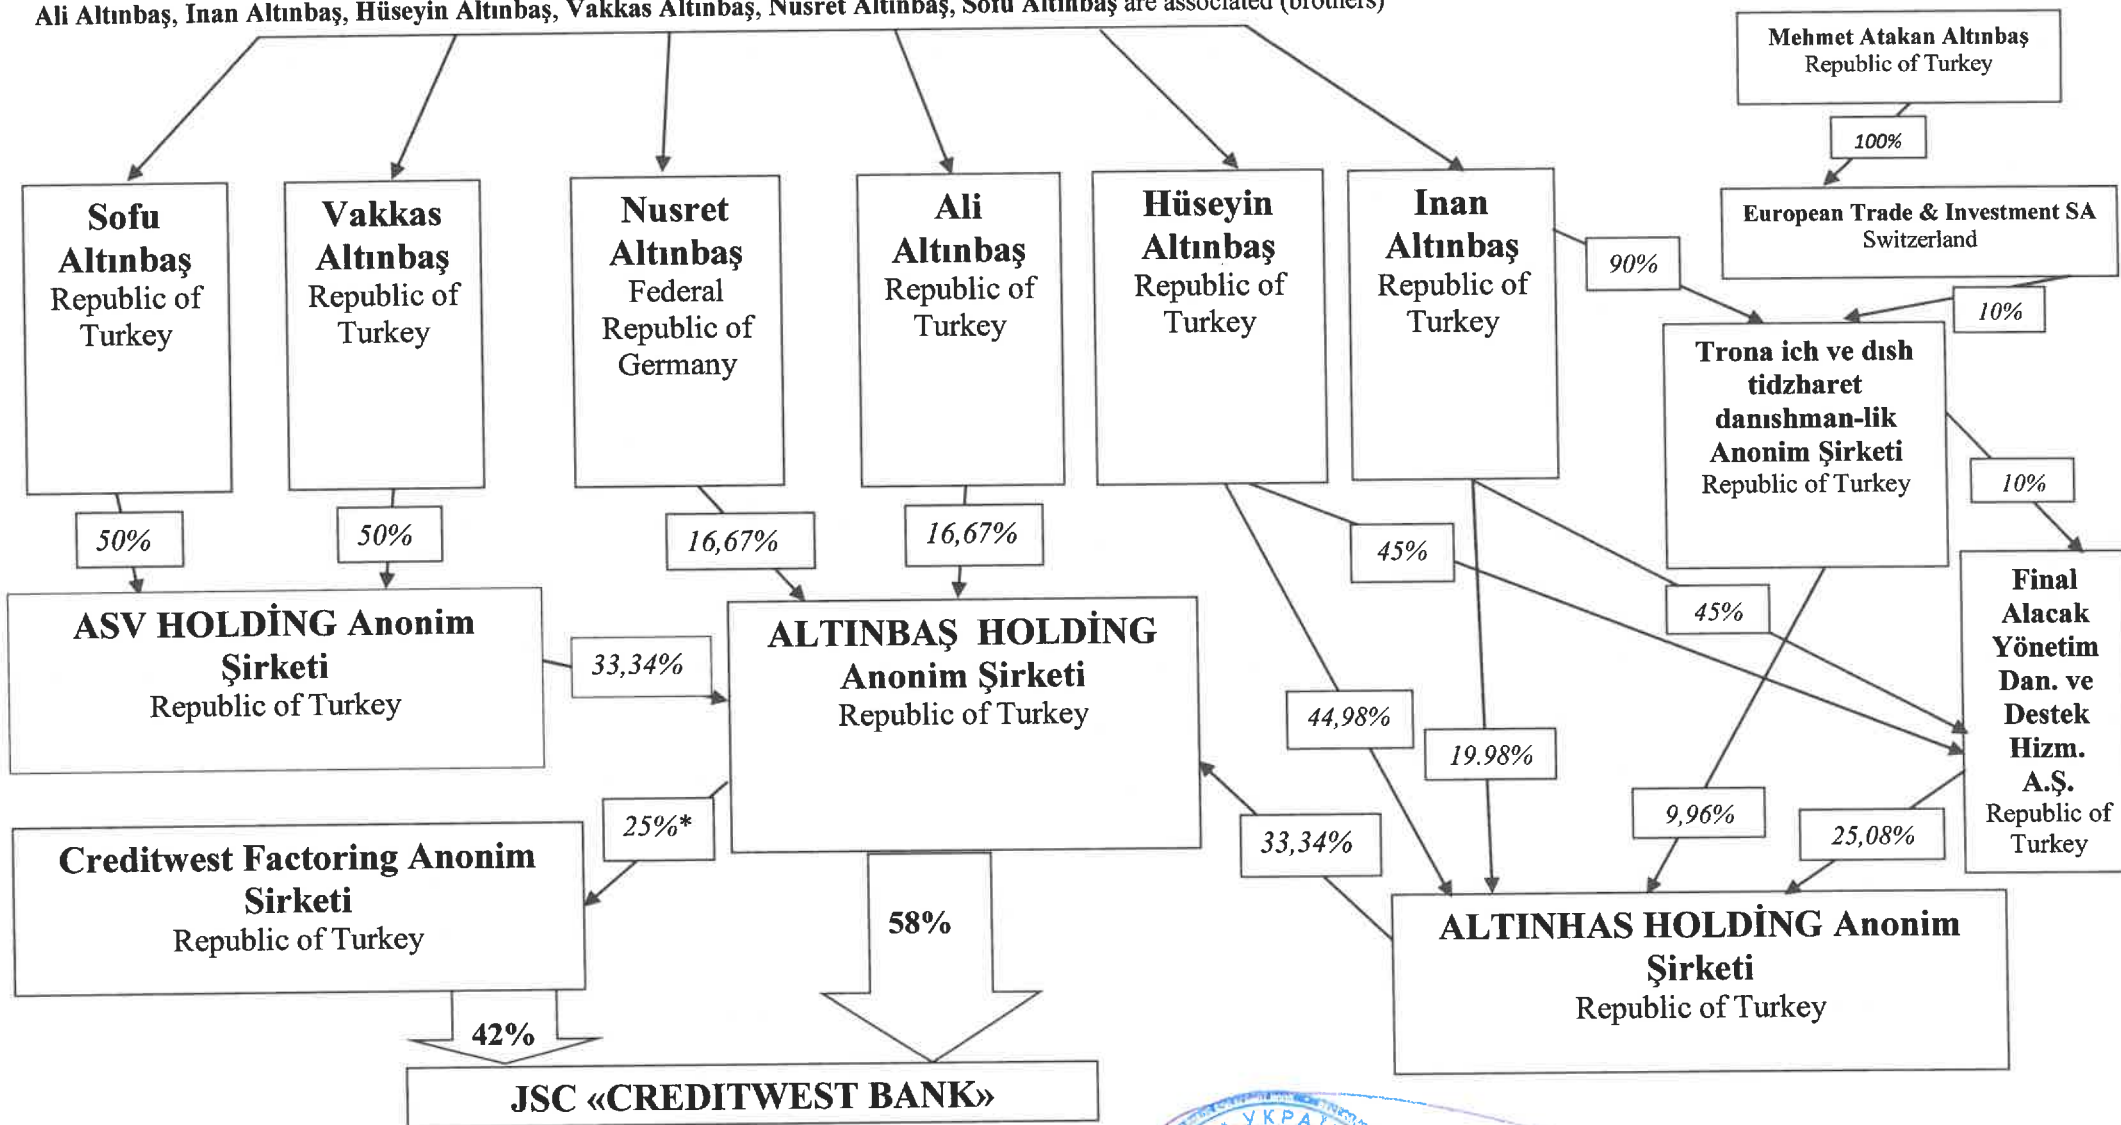 Ali Altınbaş, Inan Altınbaş, Hüseyin Altınbaş, Vakkas Altınbaş, Nusret Altınbaş, Sofu Altınbaş are associated (brothers)
Mehmet Atakan Altınbaş
Republic of Turkey
100%
European Trade & Investment SA
Switzerland
Sofu
Altınbaş
Republic of
Turkey
Vakkas
Altınbaş
Republic of
Turkey
Nusret
Altınbaş
Federal
Republic of
Germany
Ali
Altınbaş
Republic of
Turkey
Hüseyin
Altınbaş
Republic of
Turkey
Inan
Altınbaş
Republic of
Turkey
90%
10%
Trona ich ve dısh
tidzharet
danıshman-lik
Anonim Şirketi
Republic of Turkey
10%
50%
50%
16,67%
16,67%
45%
45%
Final
Alacak
Yönetim
Dan. ve
Destek
Hizm.
A.Ş.
Republic of
Turkey
ASV HOLDİNG Anonim
Şirketi
Republic of Turkey
33,34%
ALTINBAŞ HOLDİNG
Anonim Şirketi
Republic of Turkey
44,98%
19.98%
9,96%
25,08%
25%*
33,34%
Creditwest Factoring Anonim
Sirketi
Republic of Turkey
58%
ALTINHAS HOLDİNG Anonim
Şirketi
Republic of Turkey
42%
JSC «CREDITWEST BANK»